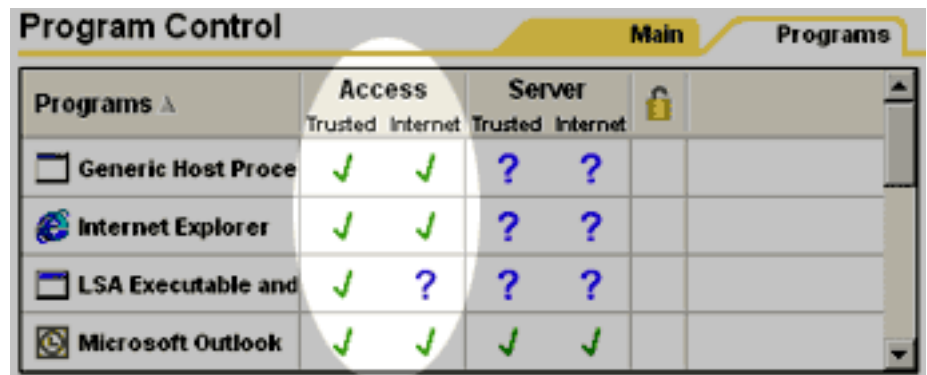 Program Control
Main
Programs
Programs
Access
Server
Trusted Internet Trusted Internet
Generic Host Proce
? ?
Internet Explorer
? ?
LSA Executable and
? ? ?
Microsoft Outlook